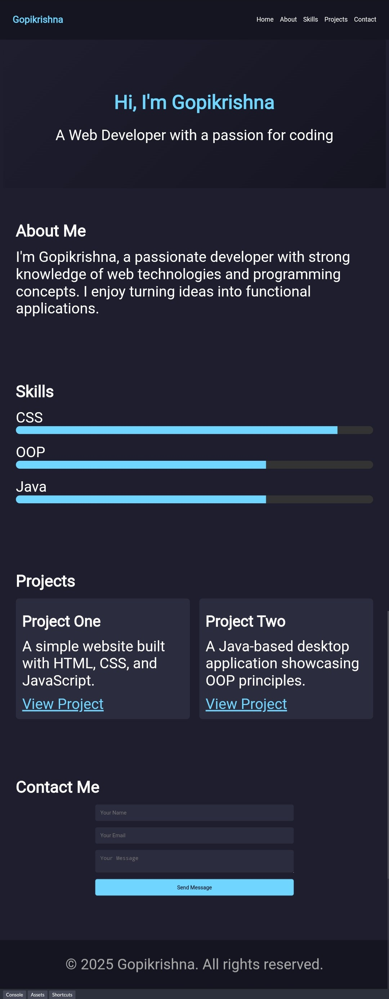 Gopikrishna
Home About Skills Projects Contact
Hi, I'm Gopikrishna
A Web Developer with a passion for coding
About Me
I'm Gopikrishna, a passionate developer with strong
knowledge of web technologies and programming
concepts. I enjoy turning ideas into functional
applications.
Skills
CSS
OOP
Java
Projects
Project One
A simple website built
with HTML, CSS, and
JavaScript.
View Project
Project Two
A Java-based desktop
application showcasing
OOP principles.
View Project
Contact Me
Your Name
Your Email
Your Message
Send Message
© 2025 Gopikrishna. All rights reserved.
Console Assets Shortcuts